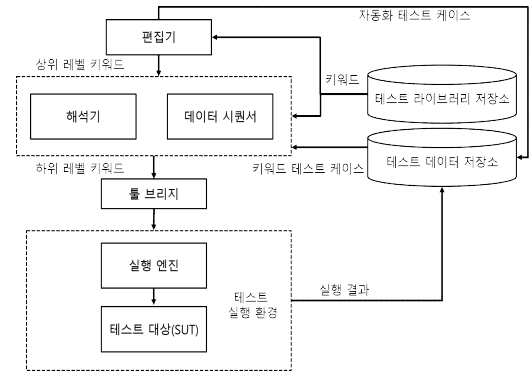 자동화 테스트 케이스
편집기
상위 레벨 키워드
키워드
테스트 라이브러리 저장소
해석기
데이터 시퀀서
테스트 데이터 저장소
하위 레벨 키워드
키워드 테스트 케이스
툴 브리지
실행 엔진
실행 결과
테스트
실행 환경
테스트 대상(SUT)